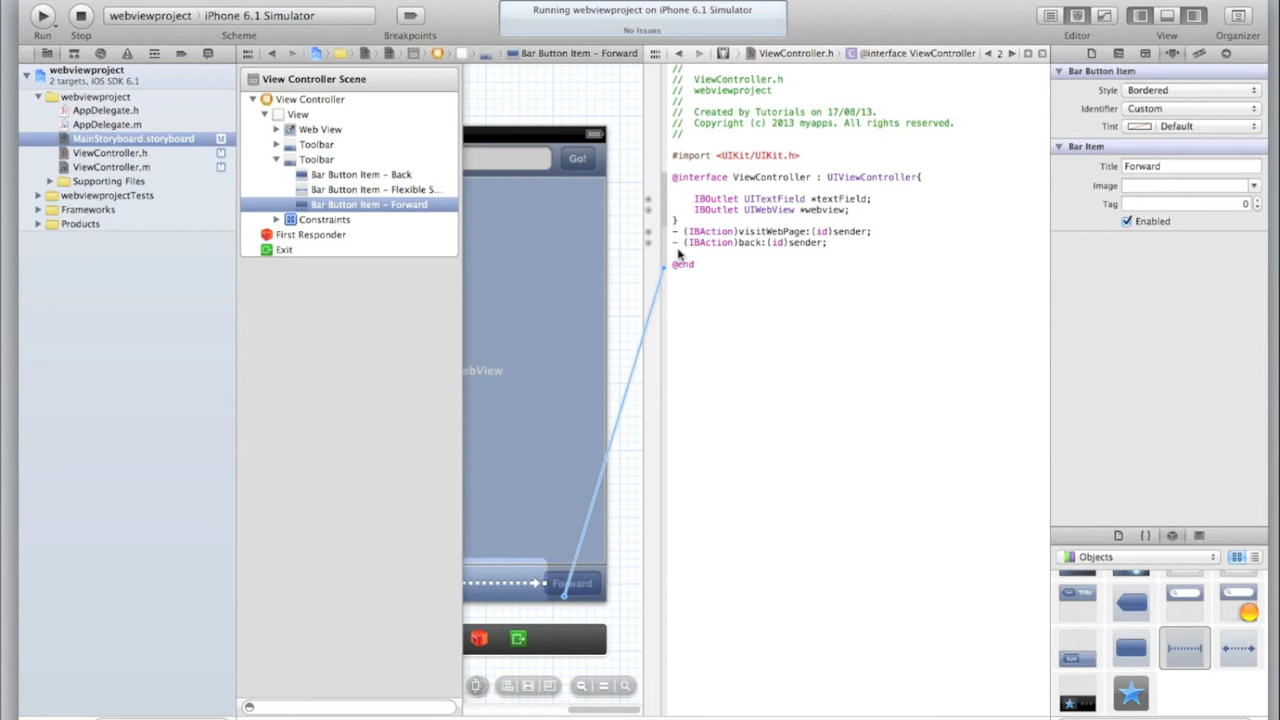 Run
Stop
webviewproject
iPhone 6.1 Simulator
Scheme
Breakpoints
Running webviewproject on iPhone 6.1 Simulator
No Issues
Editor
View
Organizer
Bar Button Item - Forward
ViewController.h
@interface ViewController
2
webviewproject
2 targets, iOS SDK 6.1
webviewproject
AppDelegate.h
AppDelegate.m
MainStoryboard.storyboard
M
ViewController.h
M
ViewController.m
M
Supporting Files
webviewprojectTests
Frameworks
Products
View Controller Scene
View Controller
View
Web View
Toolbar
Toolbar
Bar Button Item – Back
Bar Button Item – Flexible S...
Bar Button Item – Forward
Constraints
First Responder
Exit
Go!
ebView
Forward
//
// ViewController.h
// webviewproject
//
// Created by Tutorials on 17/08/13.
// Copyright (c) 2013 myapps. All rights reserved.
//
#import <UIKit/UIKit.h>
@interface ViewController : UIViewController{
IBOutlet UITextField *textField;
IBOutlet UIWebView *webview;
}
- (IBAction)visitWebPage:(id)sender;
- (IBAction)back:(id)sender;
@end
Bar Button Item
Style Bordered
Identifier Custom
Tint Default
Bar Item
Title Forward
Image
Tag 0
Enabled
Objects
Title